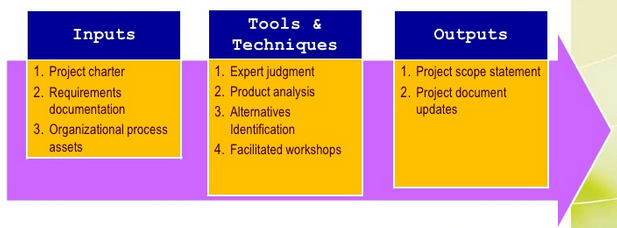 Inputs
1. Project charter
2. Requirements
documentation
3. Organizational process
assets
Tools &
Techniques
1. Expert judgment
2. Product analysis
3. Alternatives
Identification
4. Facilitated workshops
Outputs
1. Project scope statement
2. Project document
updates